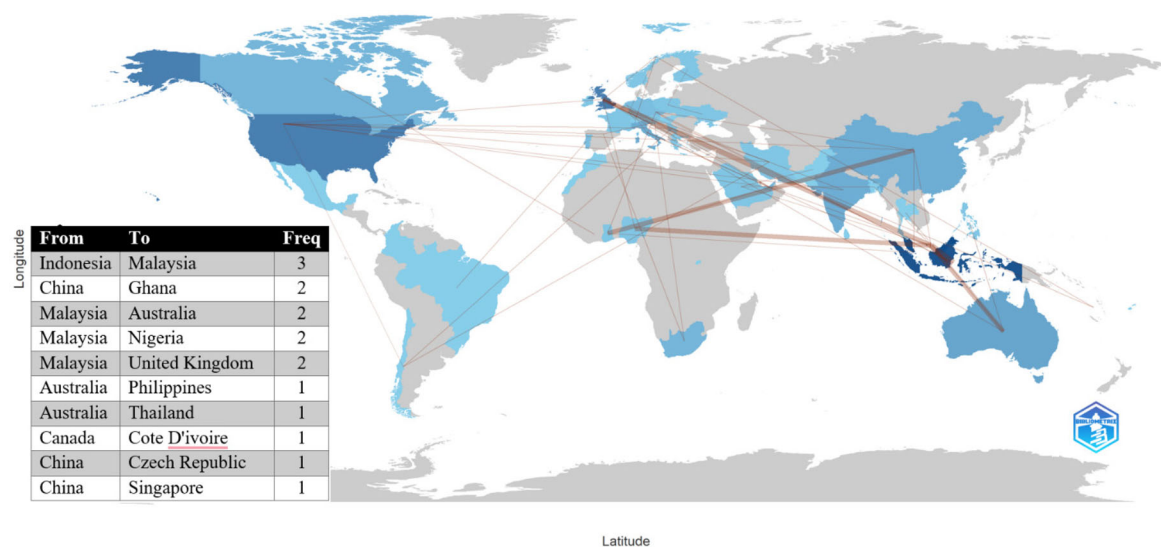 Longitude
From To Freq
Indonesia Malaysia 3
China Ghana 2
Malaysia Australia 2
Malaysia Nigeria 2
Malaysia United Kingdom 2
Australia Philippines 1
Australia Thailand 1
Canada Cote D'ivoire 1
China Czech Republic 1
China Singapore 1
BIBLIOMETRIX
Latitude